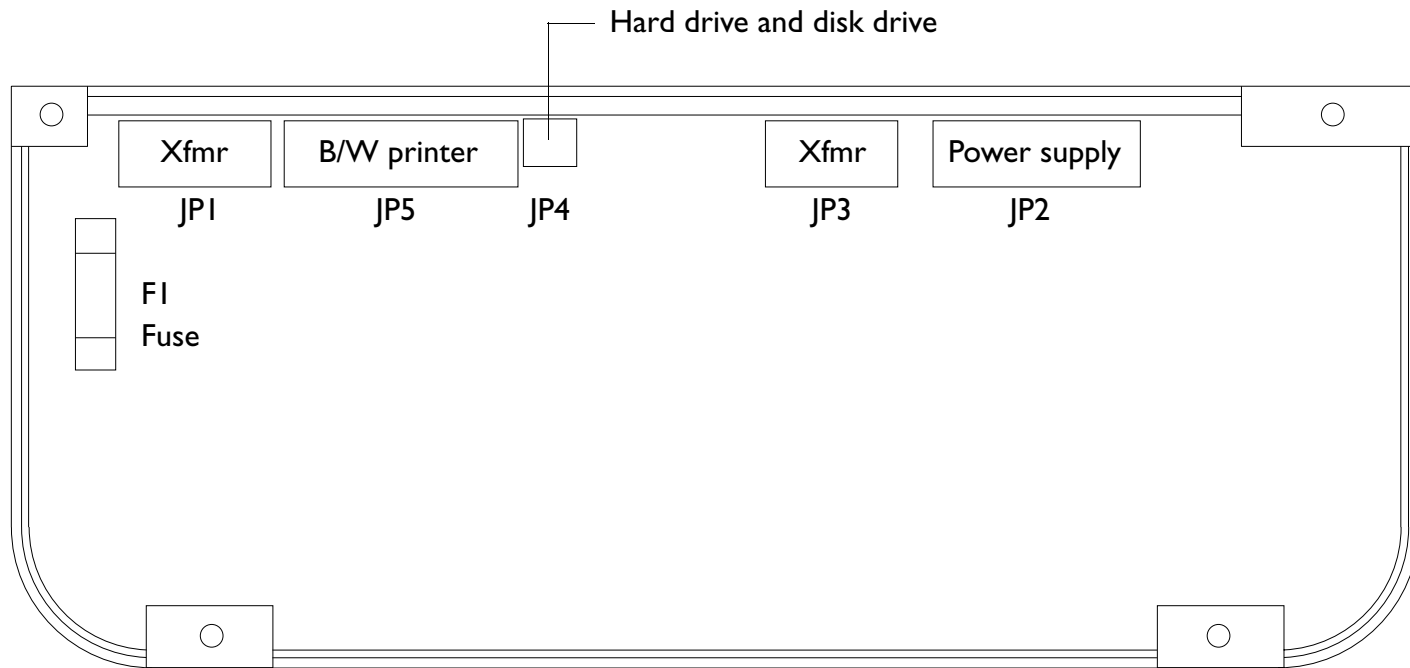 Hard drive and disk drive
Xfmr
B/W printer
Xfmr
Power supply
JP1
JP5
JP4
JP3
JP2
F1
Fuse